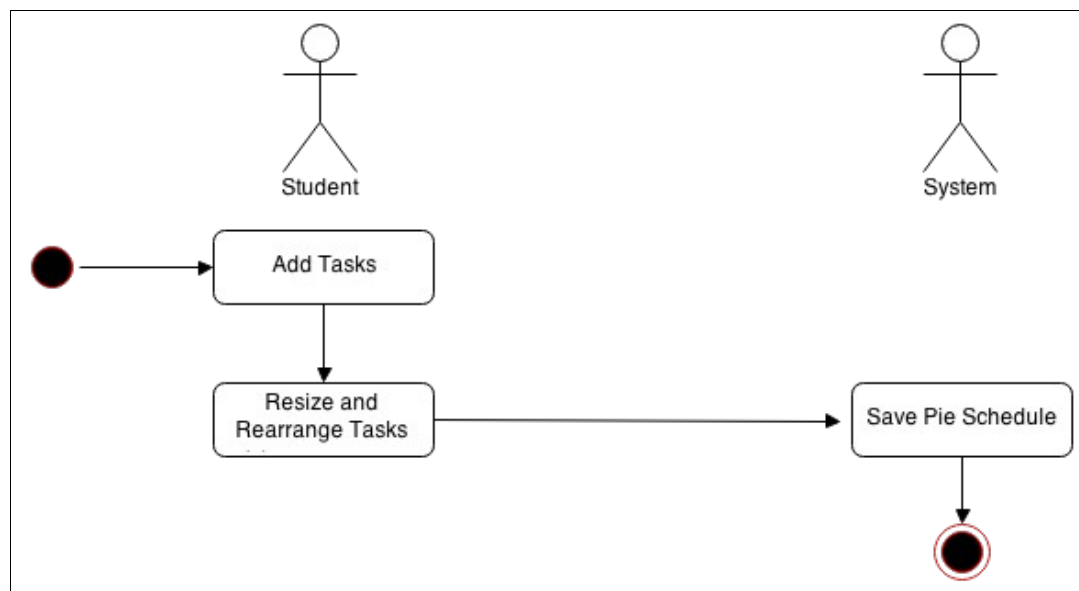 Student
System
Add Tasks
Resize and
Rearrange Tasks
Save Pie Schedule